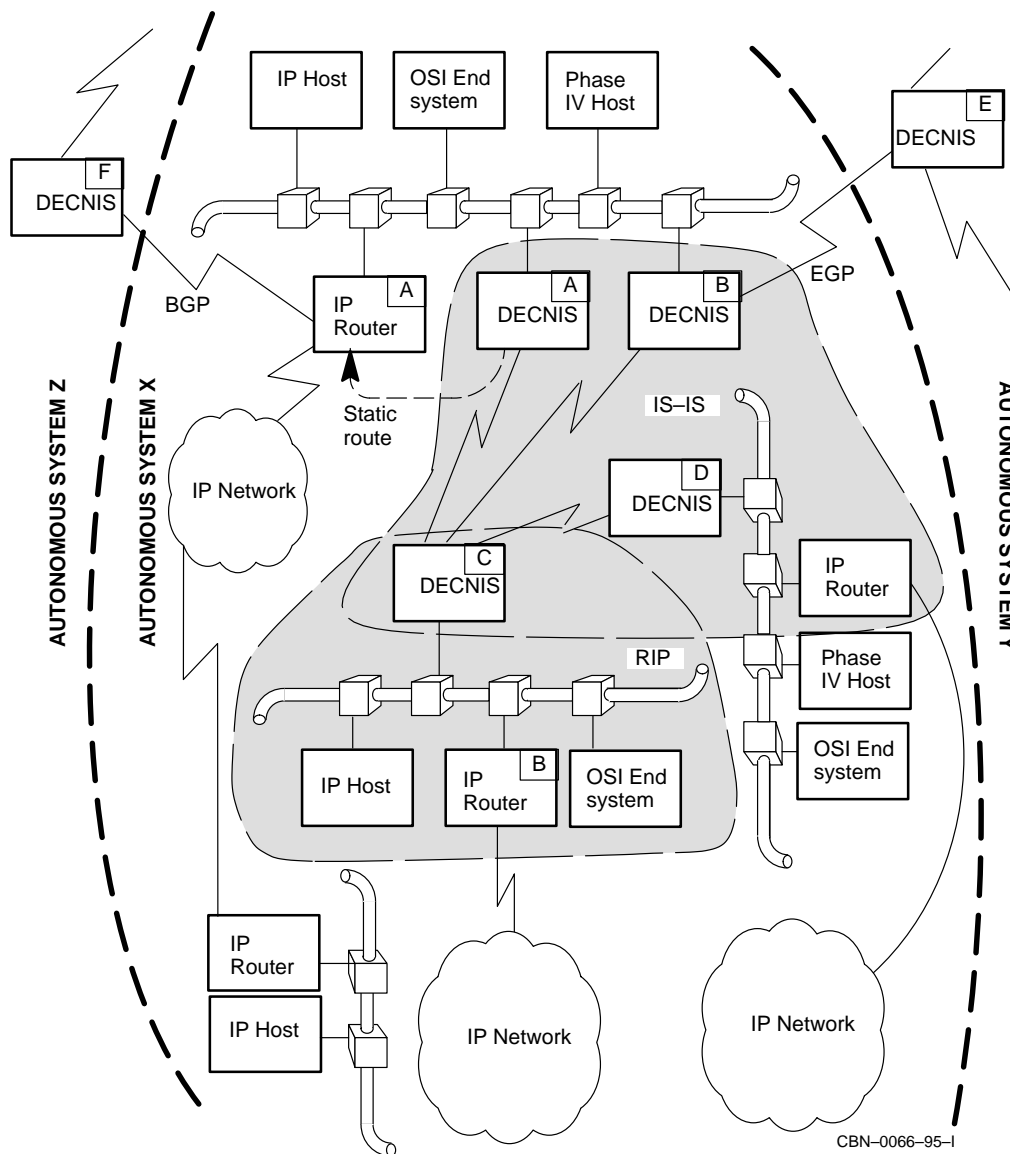 IP Host
OSI End
system
Phase
IV Host
E
DECNIS
F
DECNIS
A
IP
Router
A
DECNIS
B
DECNIS
BGP
EGP
Static
route
IS–IS
AUTONOMOUS SYSTEM Z
AUTONOMOUS SYSTEM X
AUTONOMOUS SYSTEM Y
IP Network
D
DECNIS
C
DECNIS
IP
Router
RIP
Phase
IV Host
OSI End
system
IP Host
B
IP
Router
OSI End
system
IP
Router
IP Host
IP Network
IP Network
CBN–0066–95–I